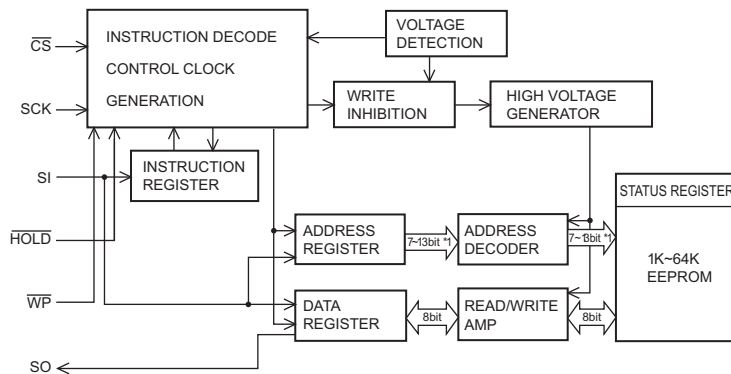 INSTRUCTION DECODE
CONTROL CLOCK
GENERATION
VOLTAGE
DETECTION
WRITE
INHIBITION
HIGH VOLTAGE
GENERATOR
CS
SCK
SI
HOLD
WP
SO
INSTRUCTION
REGISTER
ADDRESS
REGISTER
7~13bit *1
ADDRESS
DECODER
7~13bit *1
STATUS REGISTER
1K~64K
EEPROM
DATA
REGISTER
8bit
READ/WRITE
AMP
8bit